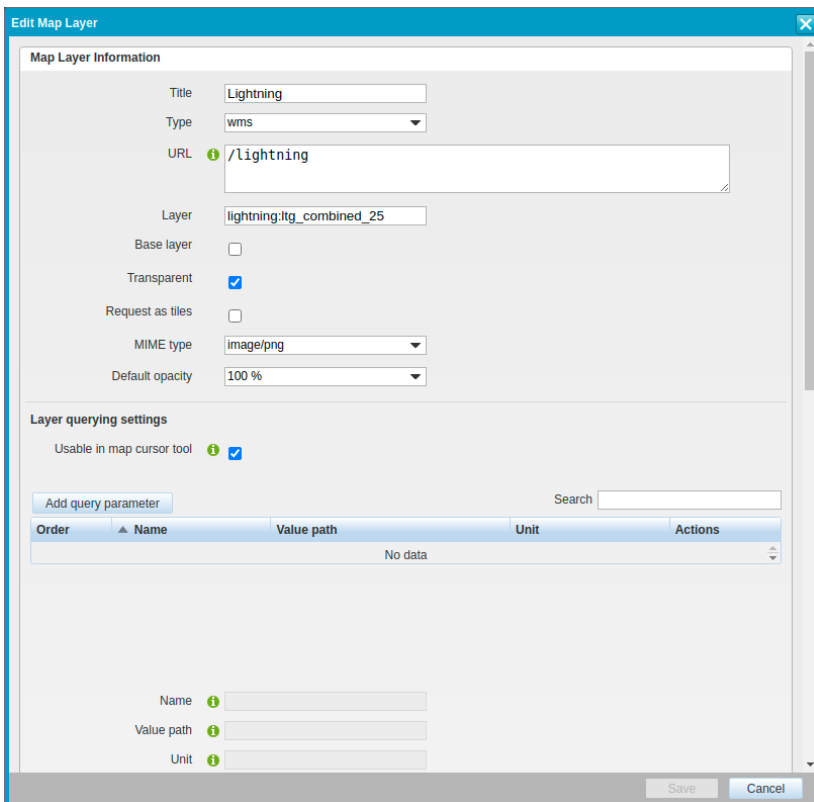 Edit Map Layer
Map Layer Information
Title Lightning
Type wms
URL /lightning
Layer lightning:ltg_combined_25
Base layer
Transparent
Request as tiles
MIME type image/png
Default opacity 100 %
Layer querying settings
Usable in map cursor tool
Add query parameter Search
Order Name Value path Unit Actions
No data
Name
Value path
Unit
Save Cancel